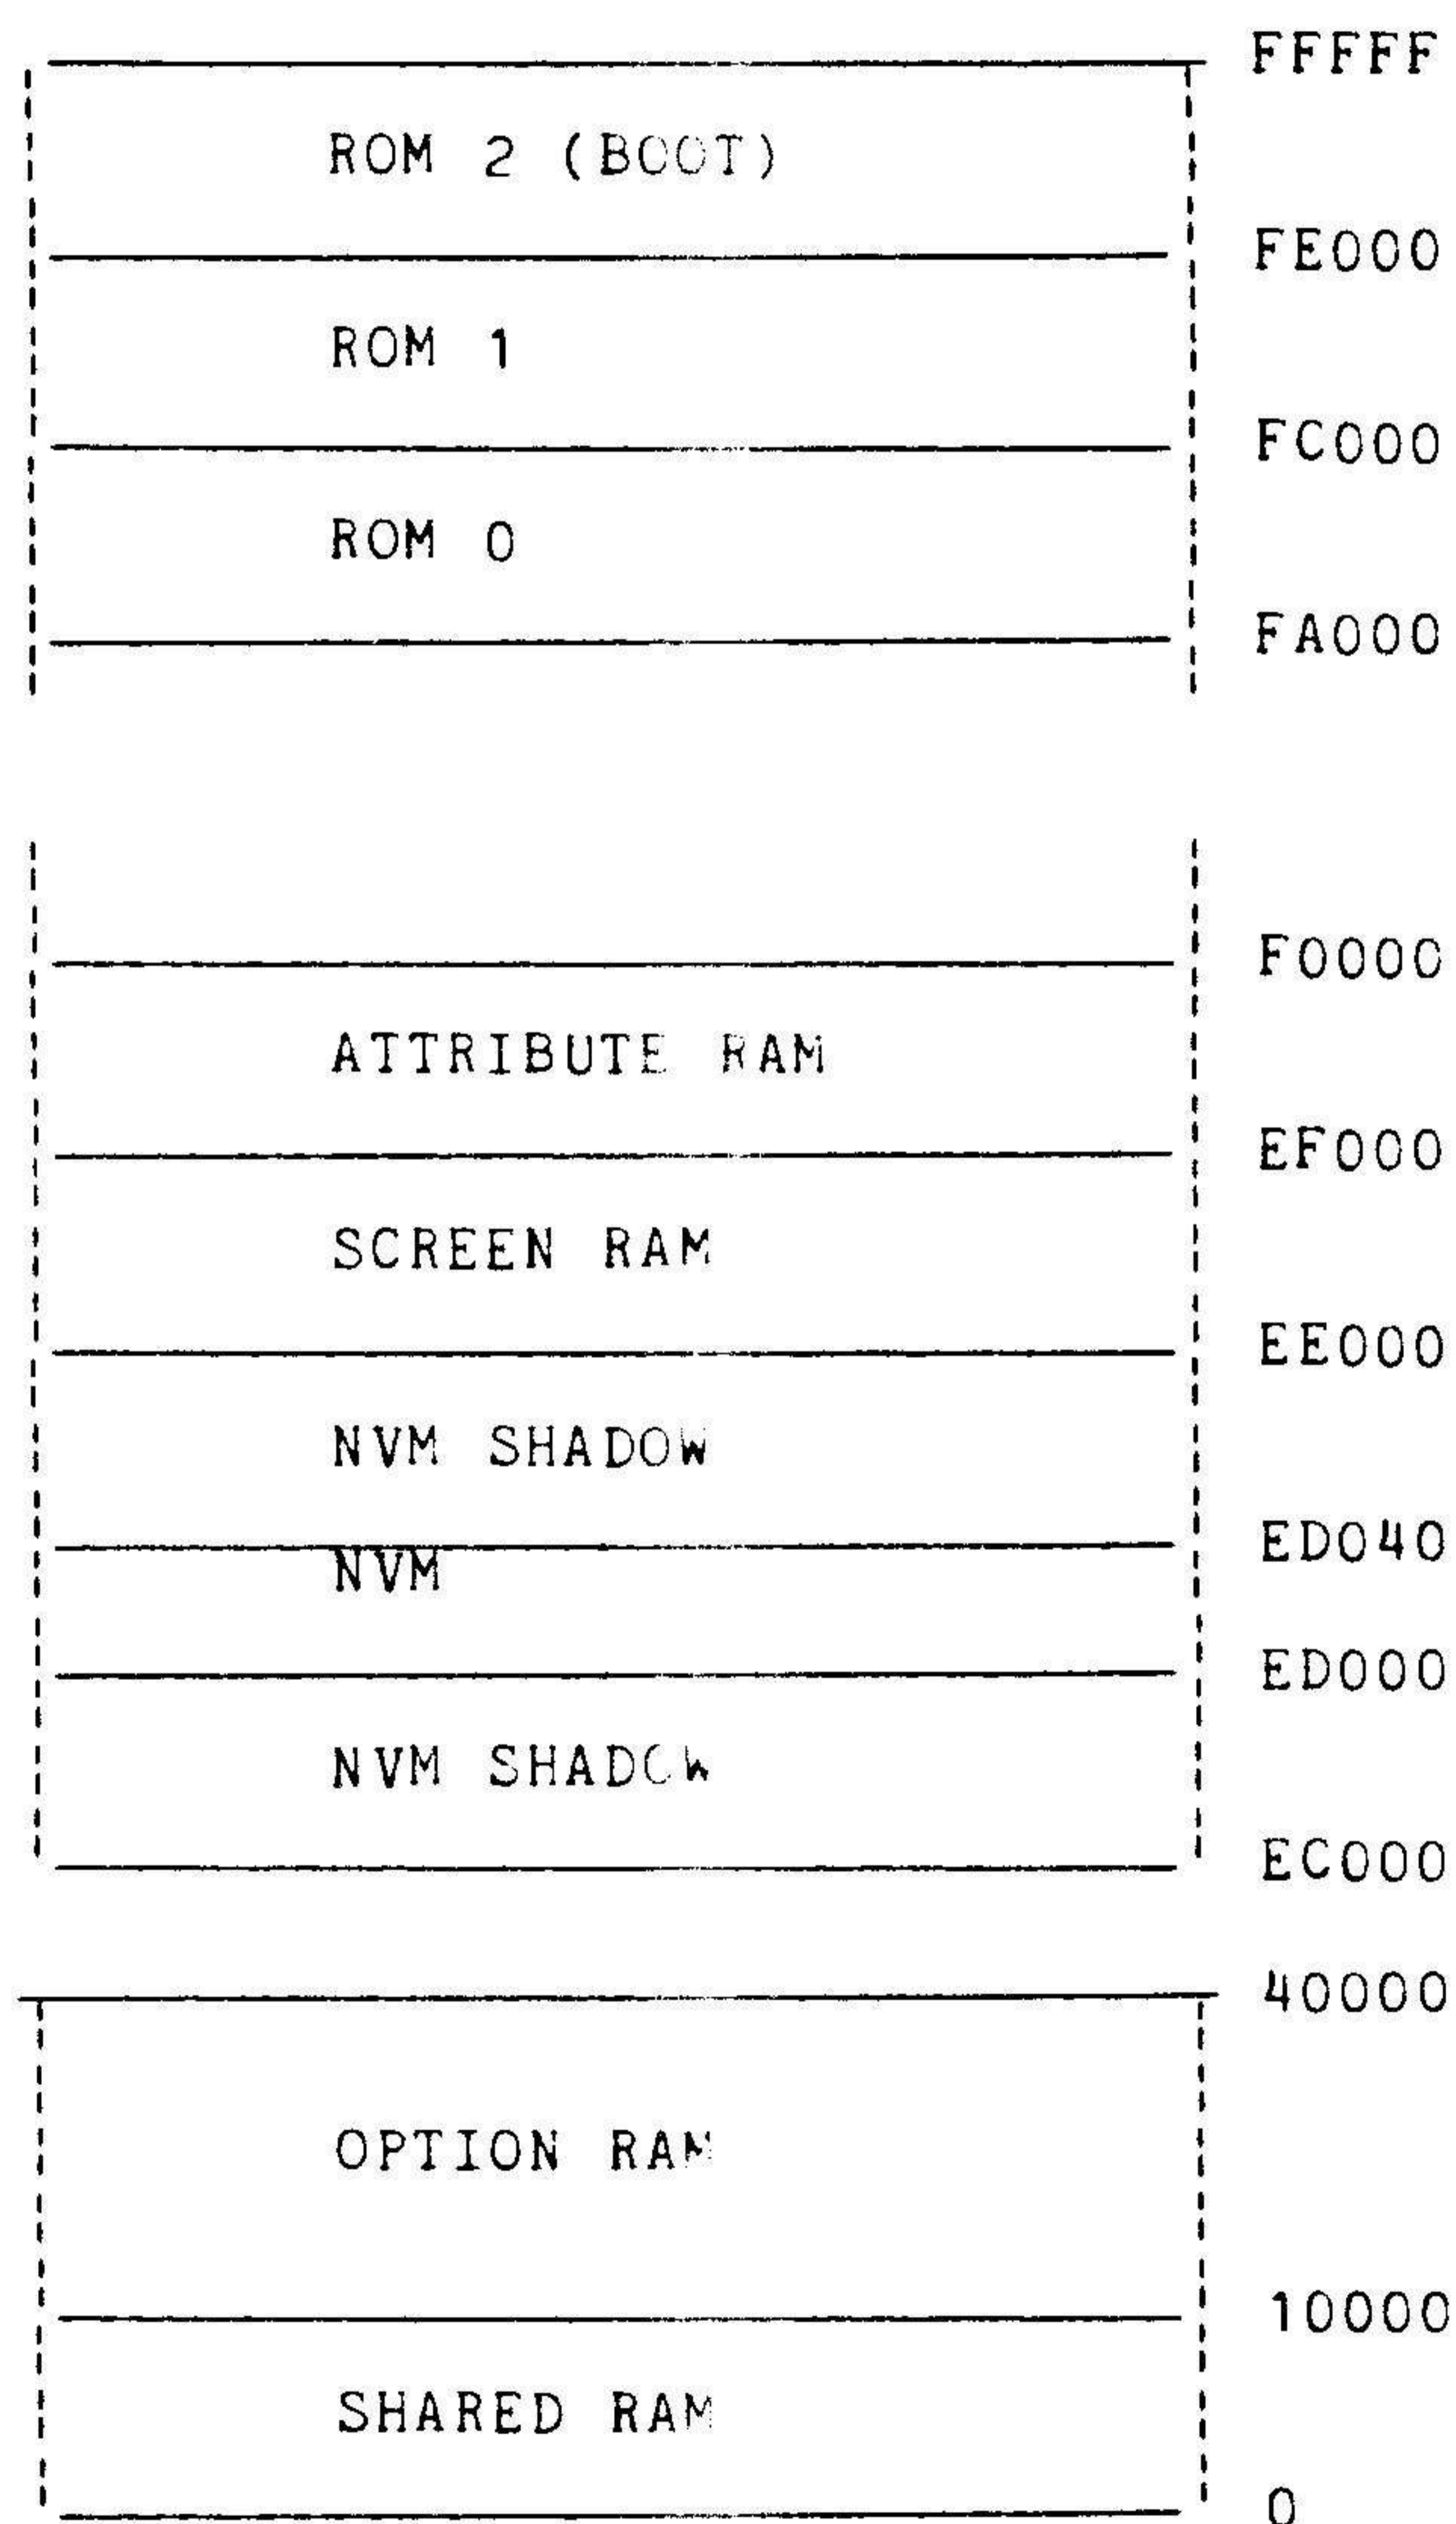 FFFFF
ROM 2 (BOOT)
FE000
ROM 1
FC000
ROM 0
FA000
F0000
ATTRIBUTE RAM
EF000
SCREEN RAM
EE000
NVM SHADOW
ED040
NVM
ED000
NVM SHADOW
EC000
40000
OPTION RAM
10000
SHARED RAM
0